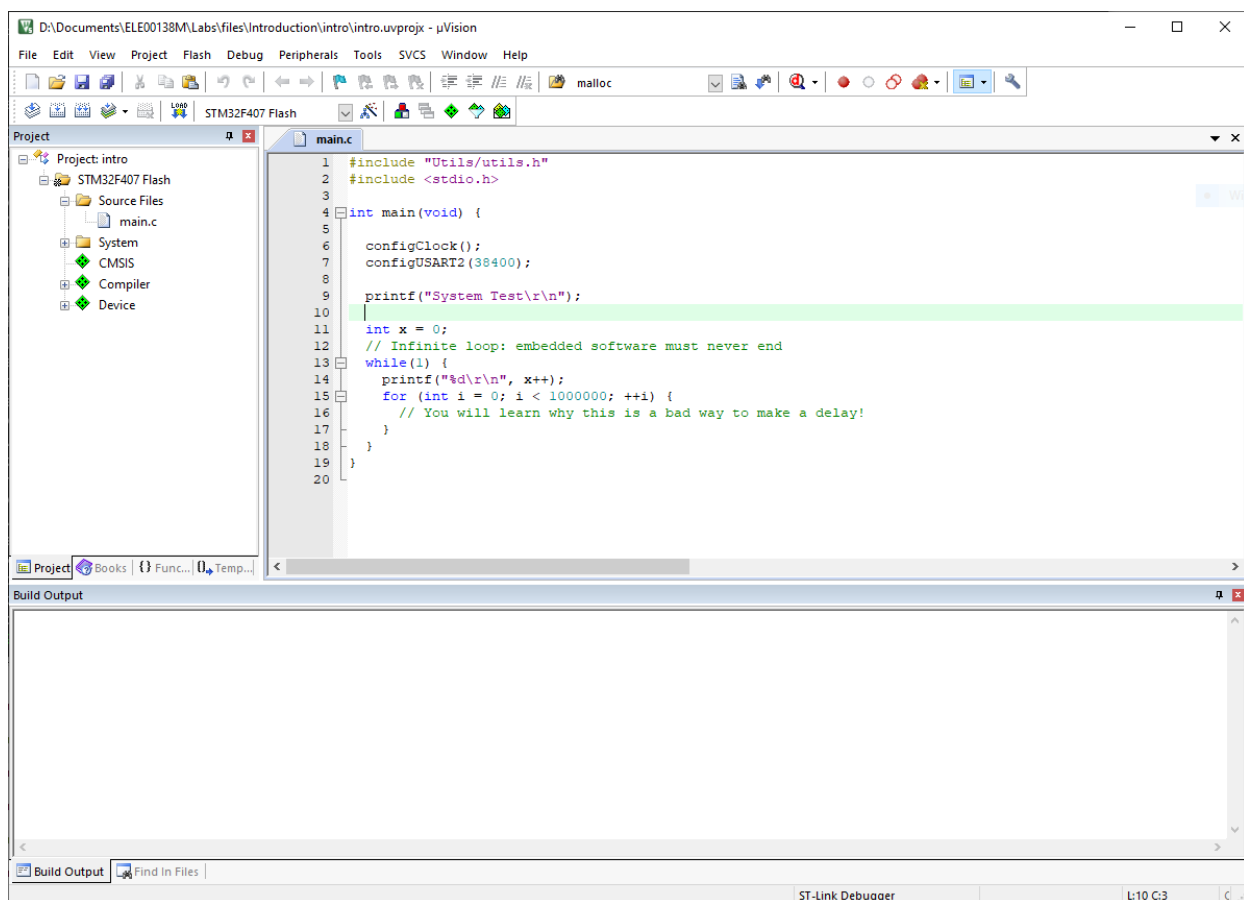 D:\Documents\ELE00138M\Labs\files\Introduction\intro\intro.uvprojx - µVision
File Edit View Project Flash Debug Peripherals Tools SVCS Window Help
malloc
LOAD STM32F407 Flash
Project
Project: intro
STM32F407 Flash
Source Files
main.c
System
CMSIS
Compiler
Device
Project Books {} Func... Temp...
main.c
1 #include "Utils/utils.h"
2 #include <stdio.h>
3
4 int main(void) {
5
6 configClock();
7 configUSART2(38400);
8
9 printf("System Test\r\n");
10
11 int x = 0;
12 // Infinite loop: embedded software must never end
13 while(1) {
14 printf("%d\r\n", x++);
15 for (int i = 0; i < 1000000; ++i) {
16 // You will learn why this is a bad way to make a delay!
17 }
18 }
19 }
20
Build Output
Build Output Find In Files
ST-Link Debugger L:10 C:3